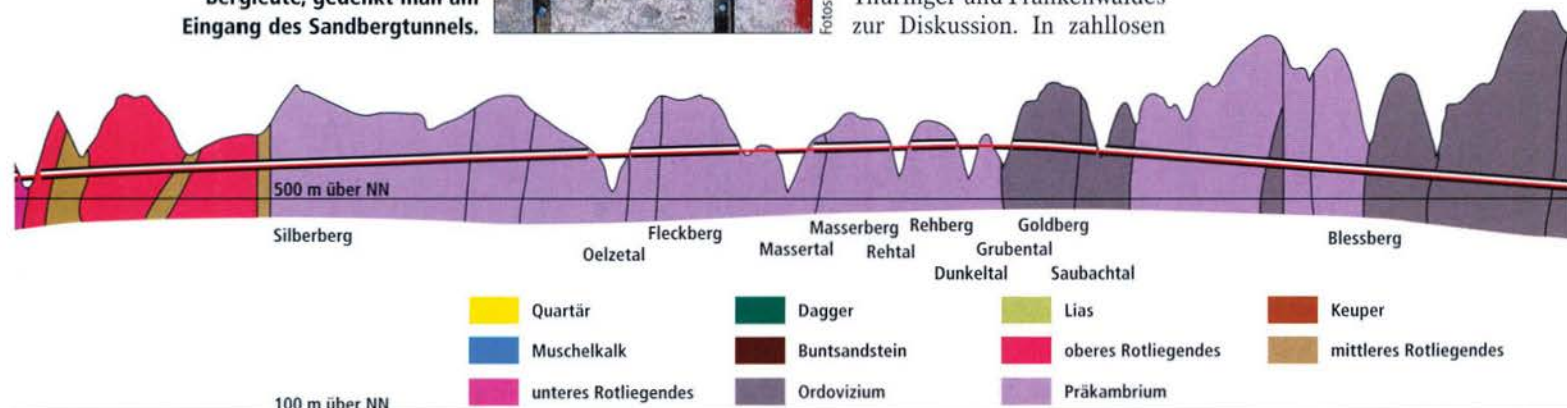 Bergleute, gedenkt man am
Eingang des Sandbergtunnels.
Fotos
Thüringer und Frankenwaldes
zur Diskussion. In zahllosen
500 m über NN
Silberberg
Oelzetal
Fleckberg
Massertal
Masserberg
Rehtal
Rehberg
Dunkeltal
Grubental
Goldberg
Saubachtal
Blessberg
Quartär
Dagger
Lias
Keuper
Muschelkalk
Buntsandstein
oberes Rotliegendes
mittleres Rotliegendes
unteres Rotliegendes
Ordovizium
Präkambrium
100 m über NN